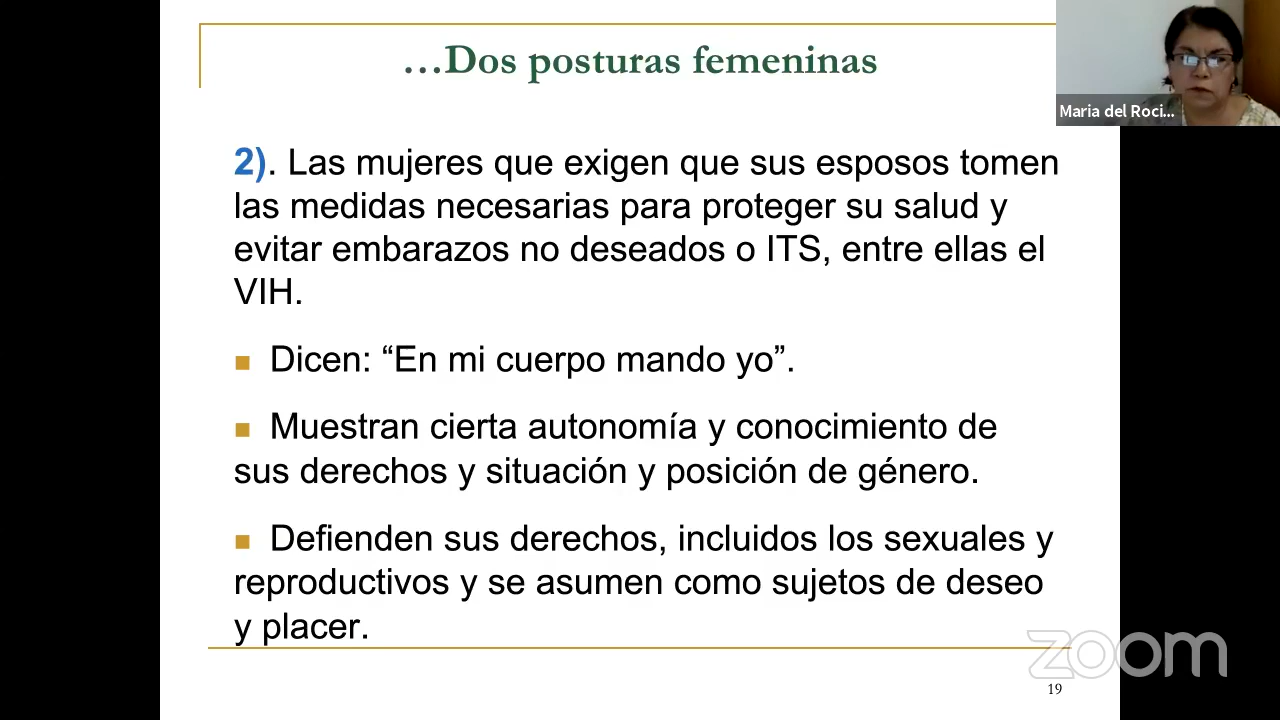 …Dos posturas femeninas
Maria del Roci...
2). Las mujeres que exigen que sus esposos tomen
las medidas necesarias para proteger su salud y
evitar embarazos no deseados o ITS, entre ellas el
VIH.
Dicen: “En mi cuerpo mando yo”.
Muestran cierta autonomía y conocimiento de
sus derechos y situación y posición de género.
Defienden sus derechos, incluidos los sexuales y
reproductivos y se asumen como sujetos de deseo
y placer.
zoom
19